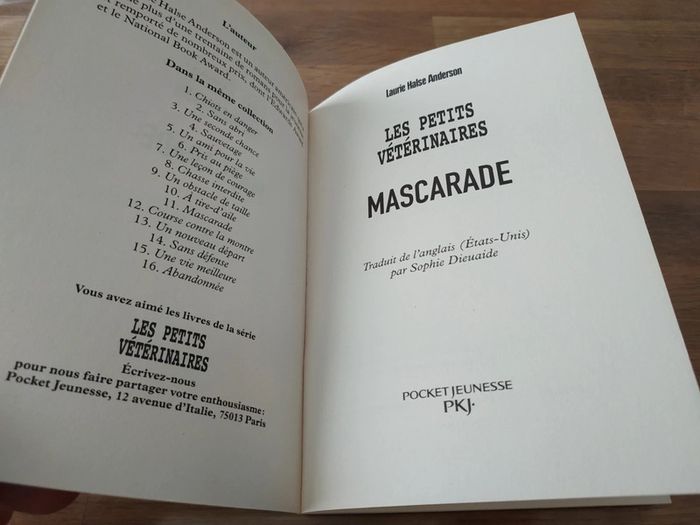 L'auteur
Halse Anderson est un auteur
plus d'une trentaine de romans pour la
remporté de nombreux prix, dont l'Edgar
et le National Book Award.
Dans la même collection
1. Chiots en danger
2. Sans abri
3. Une seconde chance
4. Sauvetage
5. Un ami pour la vie
6. Pris au piège
7. Une leçon de courage
8. Chasse interdite
9. Un obstacle de taille
10. À tire-d'aile
11. Mascarade
12. Course contre la montre
13. Un nouveau départ
14. Sans défense
15. Une vie meilleure
16. Abandonnée
Vous avez aimé les livres de la série
LES PETITS
VÉTÉRINAIRES
Écrivez-nous
pour nous faire partager votre enthousiasme :
Pocket Jeunesse, 12 avenue d'Italie, 75013 Paris
Laurie Halse Anderson
LES PETITS
VÉTÉRINAIRES
MASCARADE
Traduit de l'anglais (États-Unis)
par Sophie Dieuaide
POCKET JEUNESSE
PKJ·